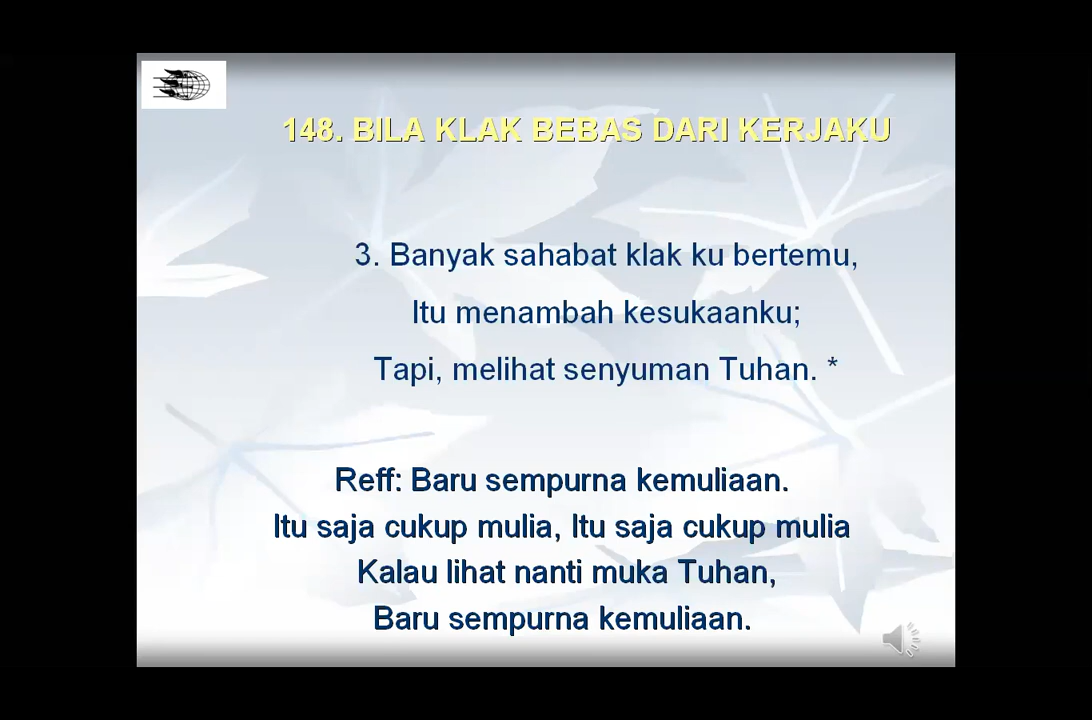 148. BILA KLAK BEBAS DARI KERJAKU
3. Banyak sahabat klak ku bertemu,
Itu menambah kesukaanku;
Tapi, melihat senyuman Tuhan. *
Reff: Baru sempurna kemuliaan.
Itu saja cukup mulia, Itu saja cukup mulia
Kalau lihat nanti muka Tuhan,
Baru sempurna kemuliaan.